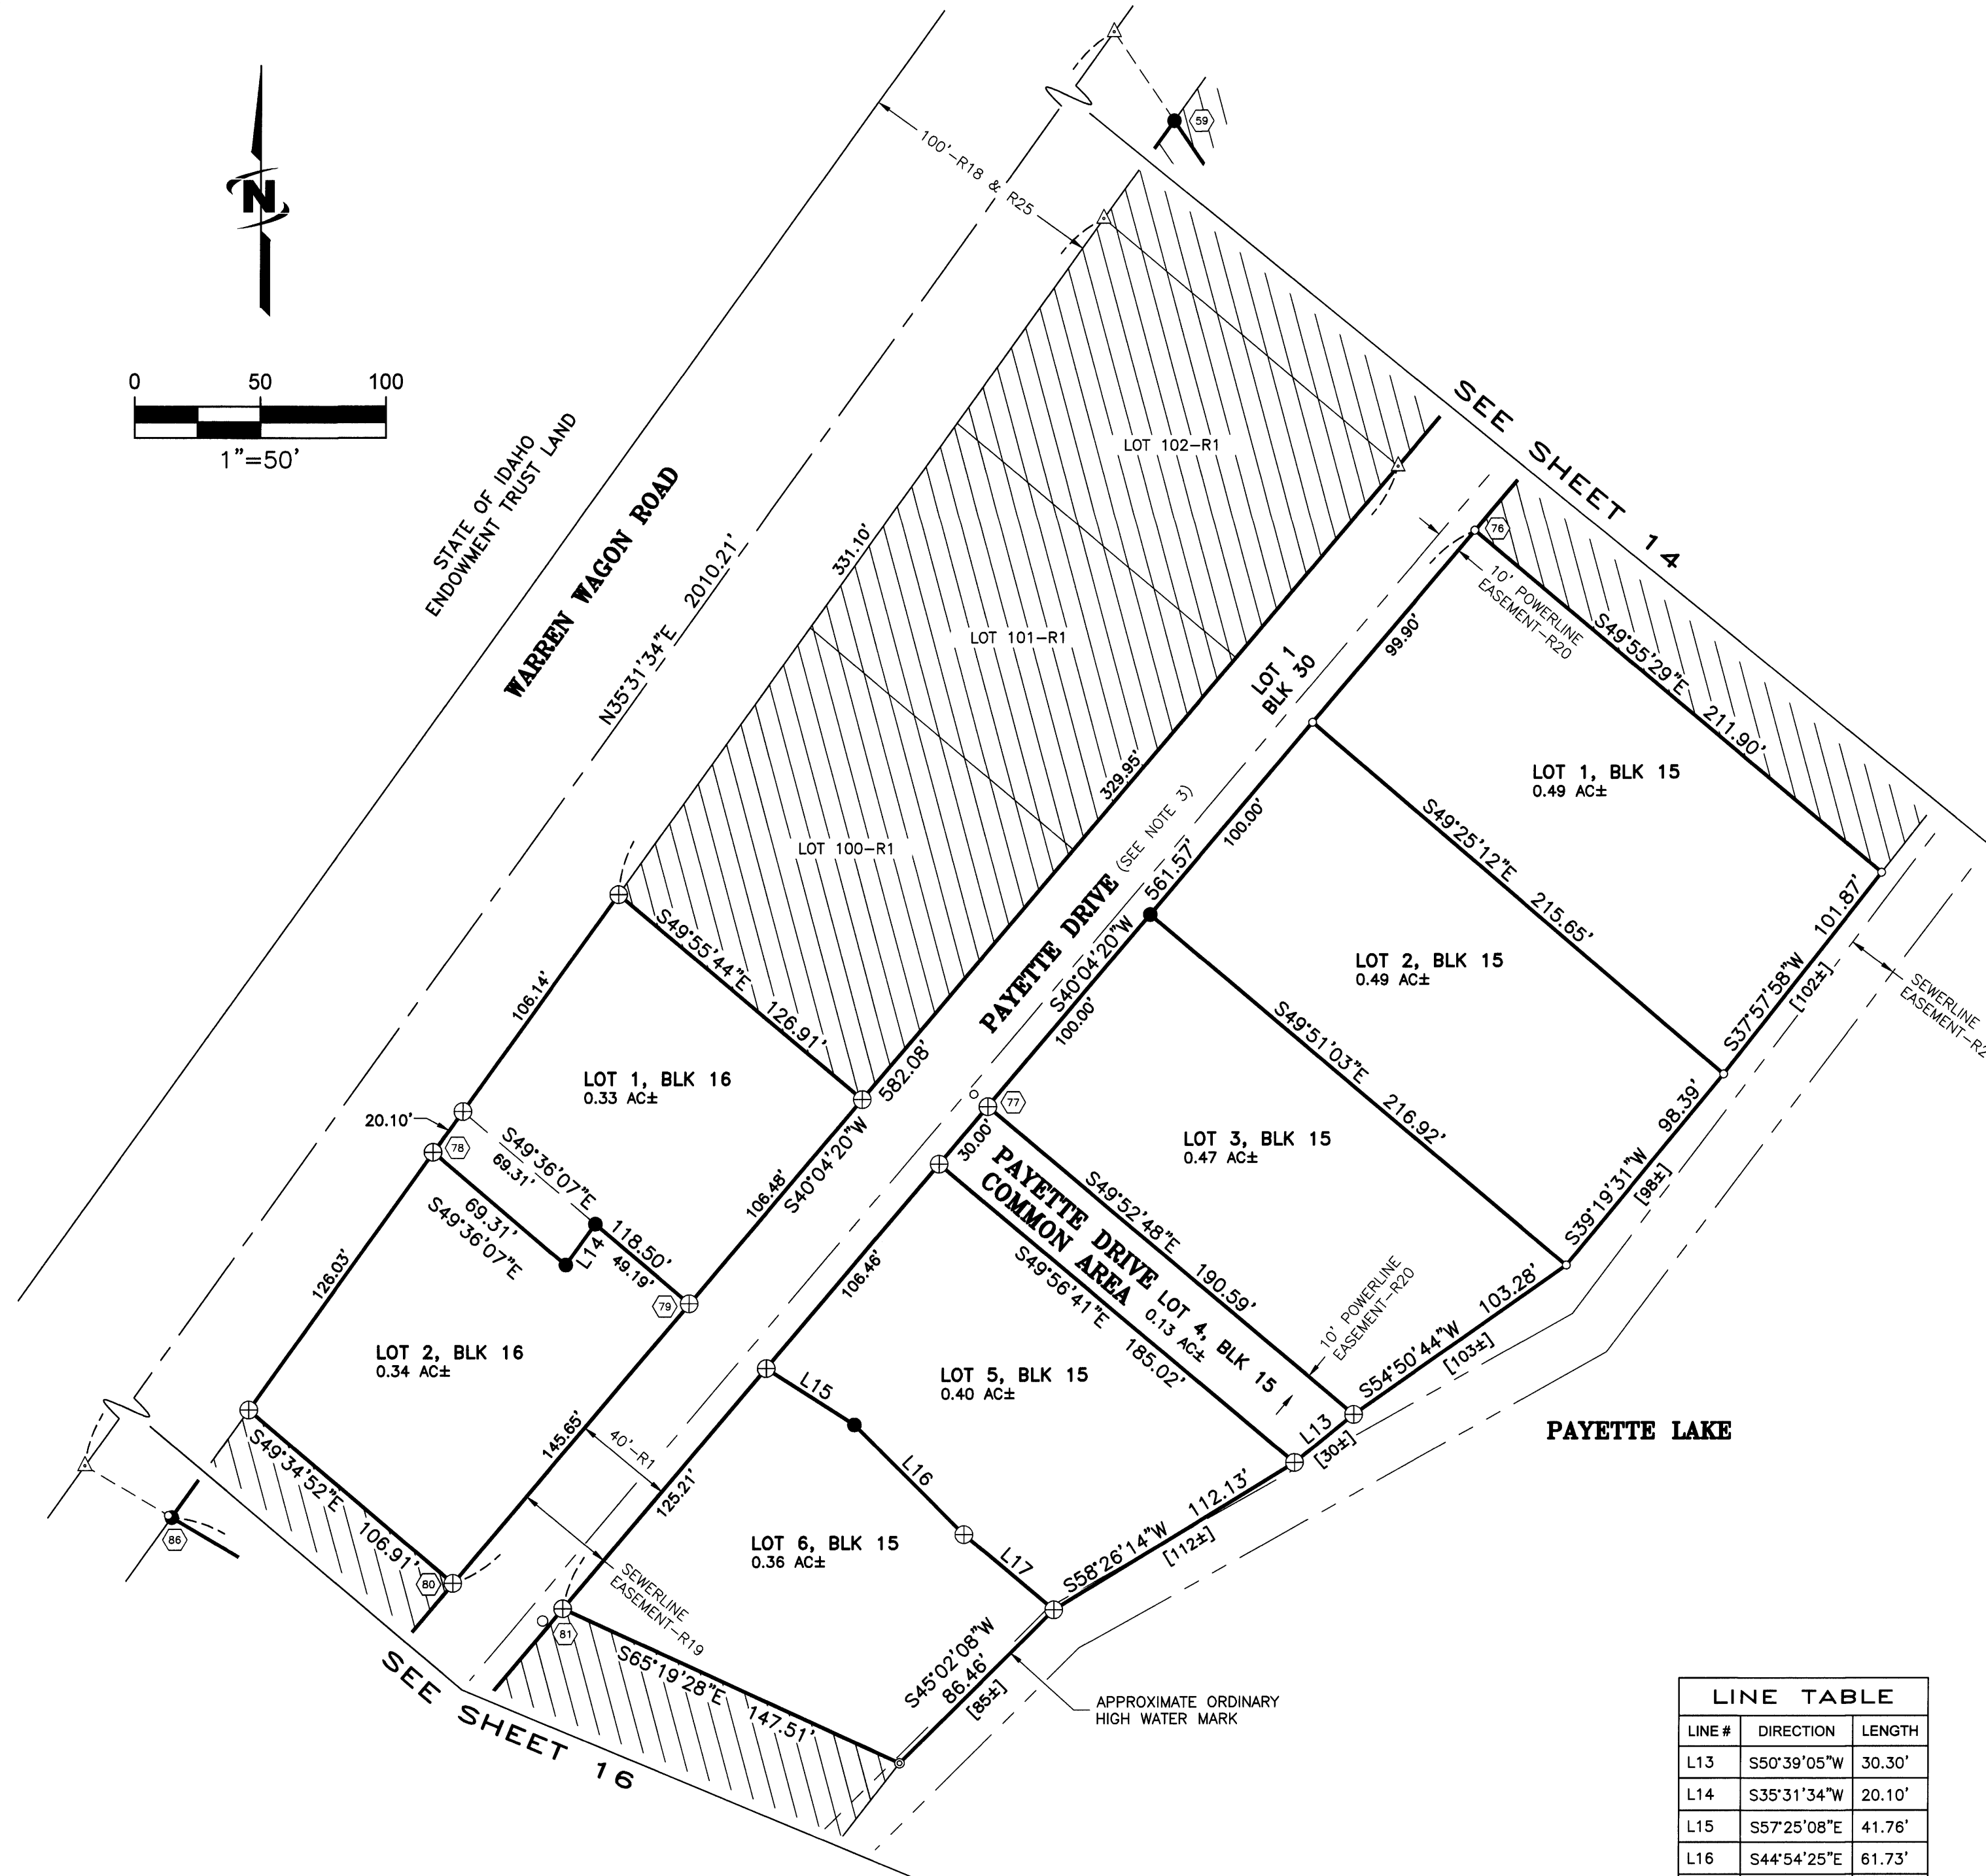 N
0 50 100
1"=50'
STATE OF IDAHO
ENDOWMENT TRUST LAND
WARREN WAGON ROAD
N35°31'34"E 2010.21'
100'-R18 & R25
59
331.10'
LOT 102-R1
LOT 101-R1
LOT 100-R1
329.95'
SEE SHEET 14
76
10' POWERLINE
EASEMENT-R20
S49°55'29"E 211.90'
99.90'
LOT 1
BLK 30
LOT 1, BLK 15
0.49 AC±
S49°25'12"E 215.65'
100.00'
PAYETTE DRIVE (SEE NOTE 3)
S40°04'20"W 561.57'
S37°57'58"W 101.87'
[102±]
SEWERLINE
LOT 2, BLK 15
0.49 AC±
S49°51'03"E 216.92'
100.00'
S39°19'31"W 98.39'
[98±]
S49°55'44"E 126.91'
106.14'
582.08'
77
LOT 1, BLK 16
0.33 AC±
LOT 3, BLK 15
0.47 AC±
20.10'
78
S49°36'07"E
69.31'
106.48'
S40°04'20"W
30.00'
PAYETTE DRIVE
COMMON AREA
LOT 4, BLK 15
0.13 AC±
S49°52'48"E 190.59'
S49°56'41"E 185.02'
10' POWERLINE
EASEMENT-R20
S54°50'44"W 103.28'
[103±]
69.31'
S49°36'07"E
L14
118.50'
49.19'
79
126.03'
106.46'
LOT 2, BLK 16
0.34 AC±
LOT 5, BLK 15
0.40 AC±
L13
[30±]
PAYETTE LAKE
L15
L16
L17
S49°34'52"E 106.91'
145.65'
40'-R1
125.21'
S58°26'14"W 112.13'
[112±]
86
80
LOT 6, BLK 15
0.36 AC±
SEWERLINE
EASEMENT-R19
81
S65°19'28"E 147.51'
S45°02'08"W
86.46'
[85±]
APPROXIMATE ORDINARY
HIGH WATER MARK
SEE SHEET 16
LINE TABLE
LINE # DIRECTION LENGTH
L13 S50°39'05"W 30.30'
L14 S35°31'34"W 20.10'
L15 S57°25'08"E 41.76'
L16 S44°54'25"E 61.73'